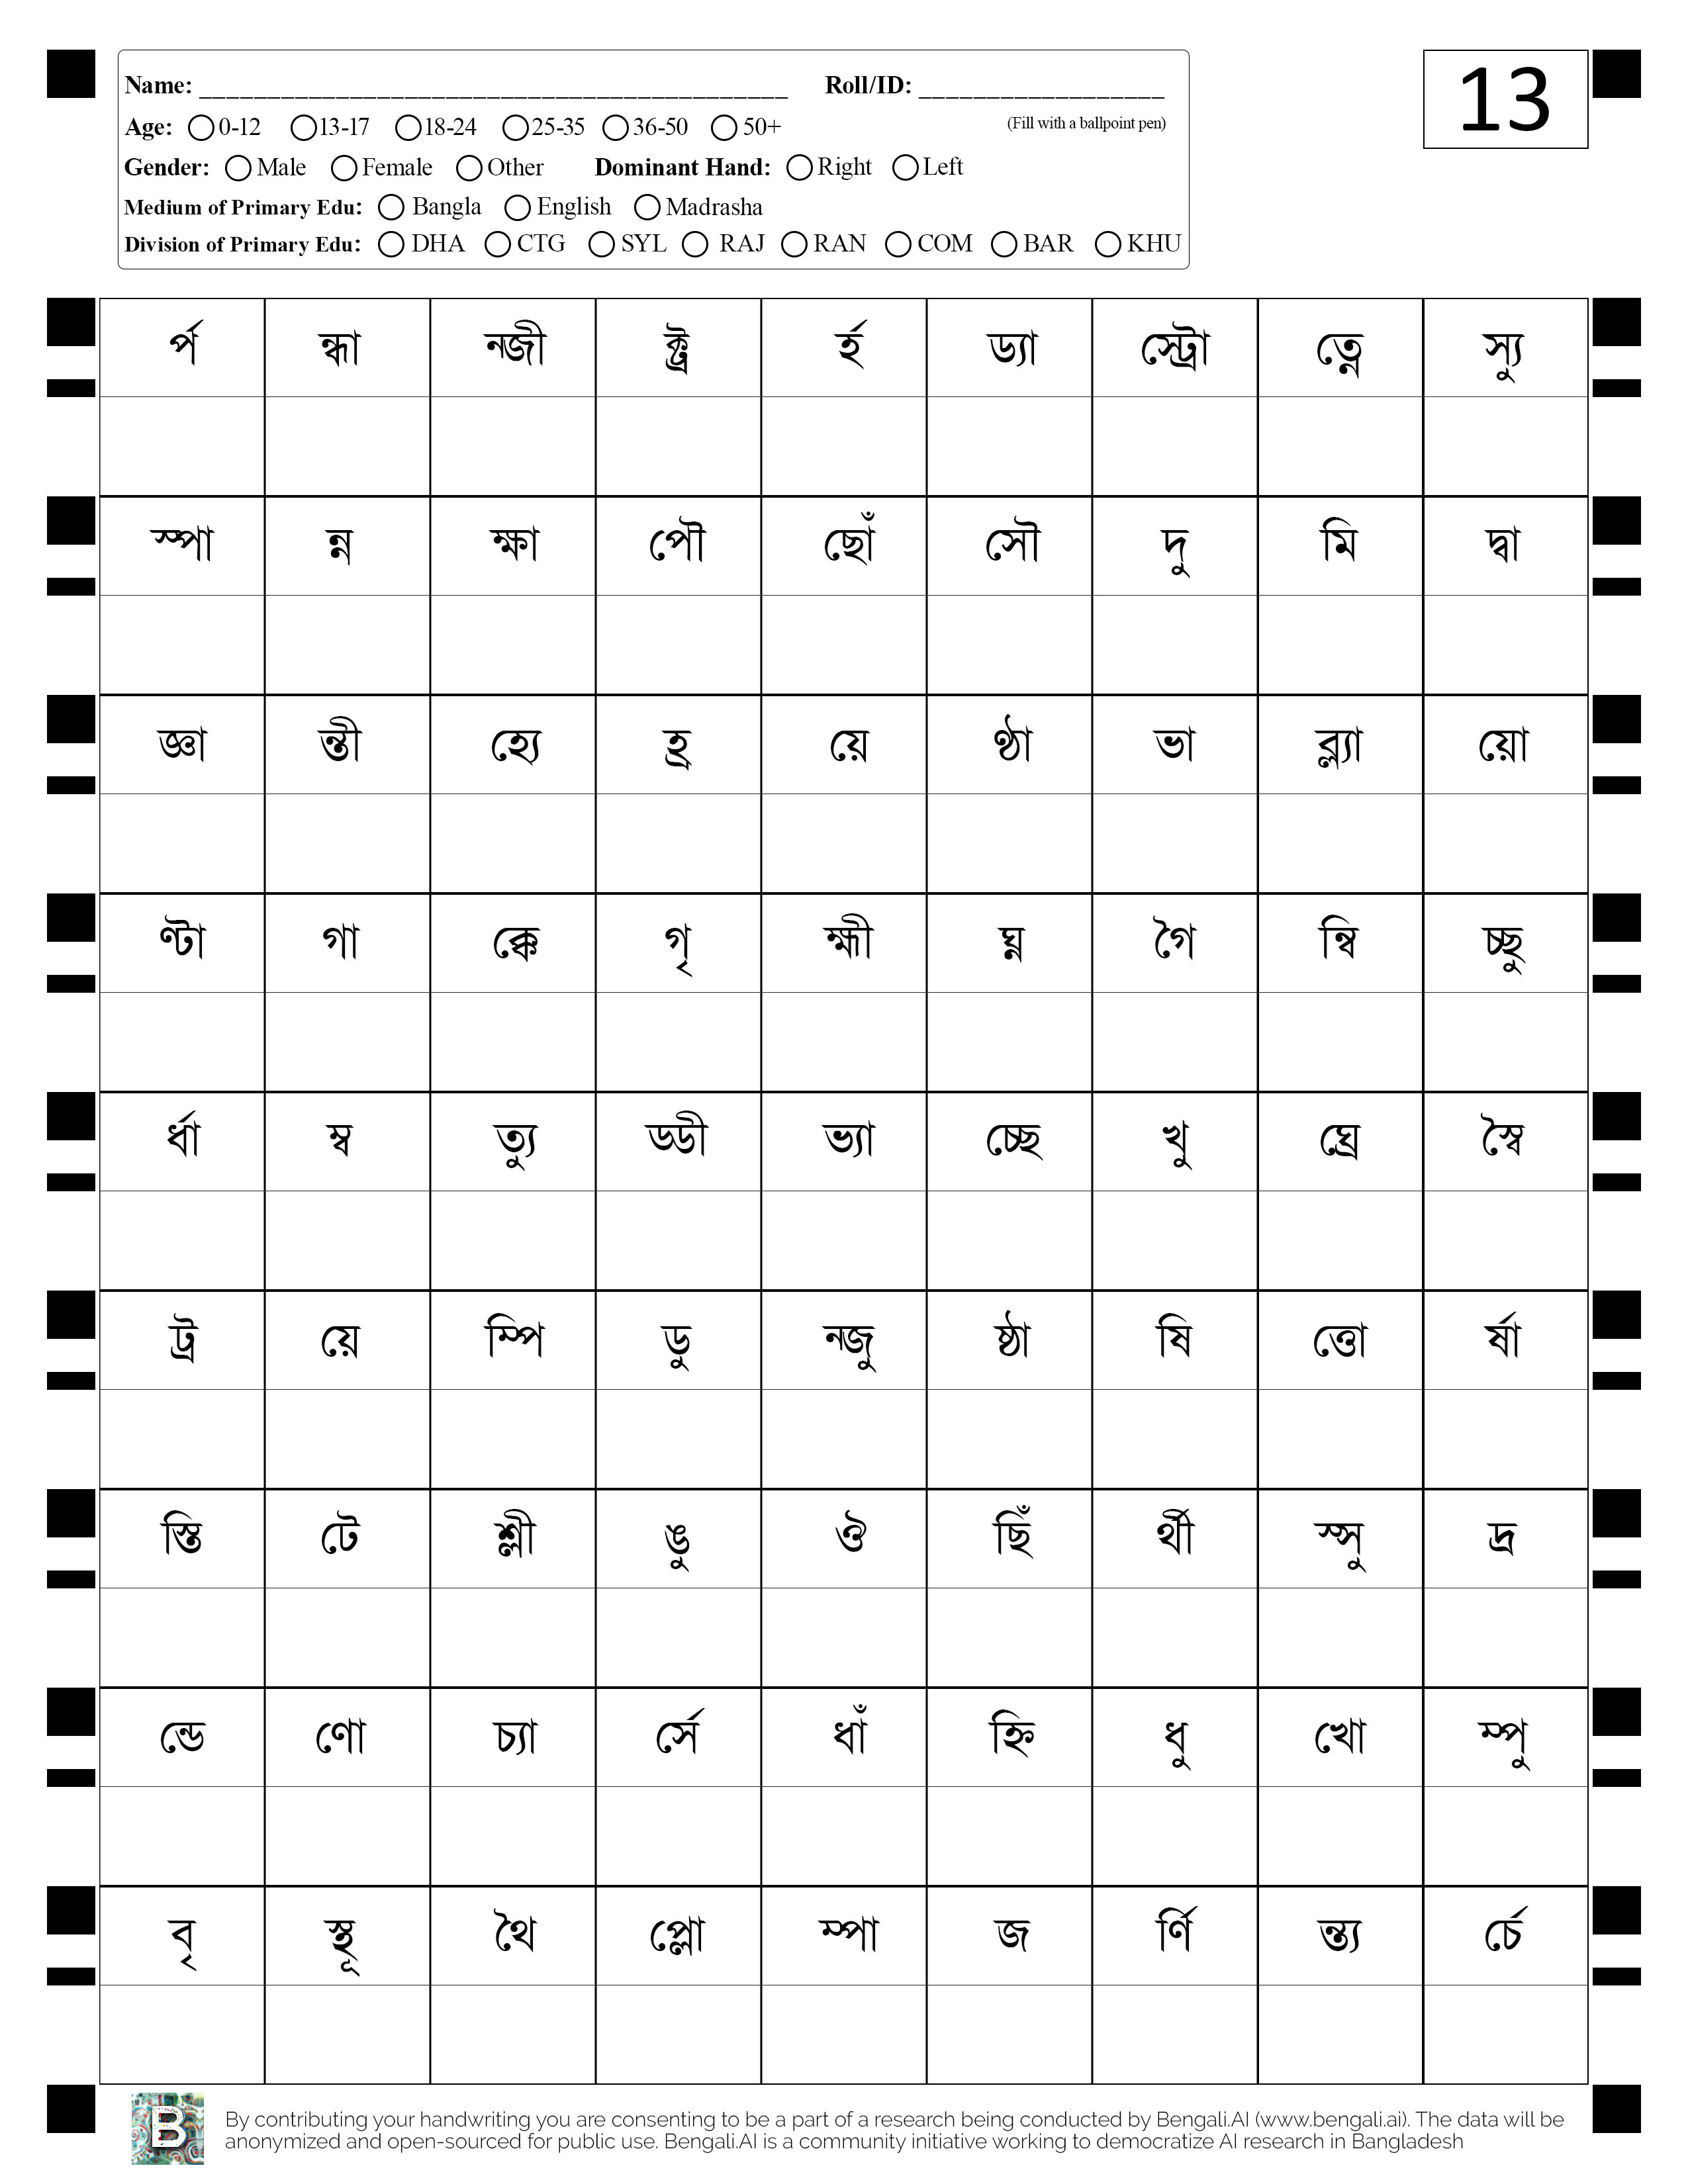 Name: ___________________________________________ Roll/ID: __________________
13
Age: 0-12 13-17 18-24 25-35 36-50 50+ (Fill with a ballpoint pen)
Gender: Male Female Other Dominant Hand: Right Left
Medium of Primary Edu: Bangla English Madrasha
Division of Primary Edu: DHA CTG SYL RAJ RAN COM BAR KHU
র্প ন্ধা নজী ক্ট্র র্হ ড্যা স্ট্রো ত্নে স্যু
স্পা ন্ন ক্ষা পৌ ছোঁ সৌ দু মি দ্বা
জ্ঞা ন্তী হ্যে হ্র য়ে ণ্ঠা ভা ব্ল্যা য়ো
ণ্টা গা ক্কে গৃ হ্মী ঘ্ন গৈ ন্বি চ্ছু
র্ধা ম্ব ত্যু ড্ডী ভ্যা চ্ছে খু ঘ্রে স্বৈ
ট্র য়ে ম্পি ডু নজু ষ্ঠা ষি ত্তো র্ষা
স্তি টে শ্লী ঙু ঔ ছিঁ র্থী স্সু দ্র
ন্ডে ণো চ্যা র্সে ধাঁ হ্নি ধু খো ম্পু
বৃ স্থূ থৈ প্লো ম্পা জ র্ণি ন্ত্য র্চে
B By contributing your handwriting you are consenting to be a part of a research being conducted by Bengali.AI (www.bengali.ai). The data will be
anonymized and open-sourced for public use. Bengali.AI is a community initiative working to democratize AI research in Bangladesh